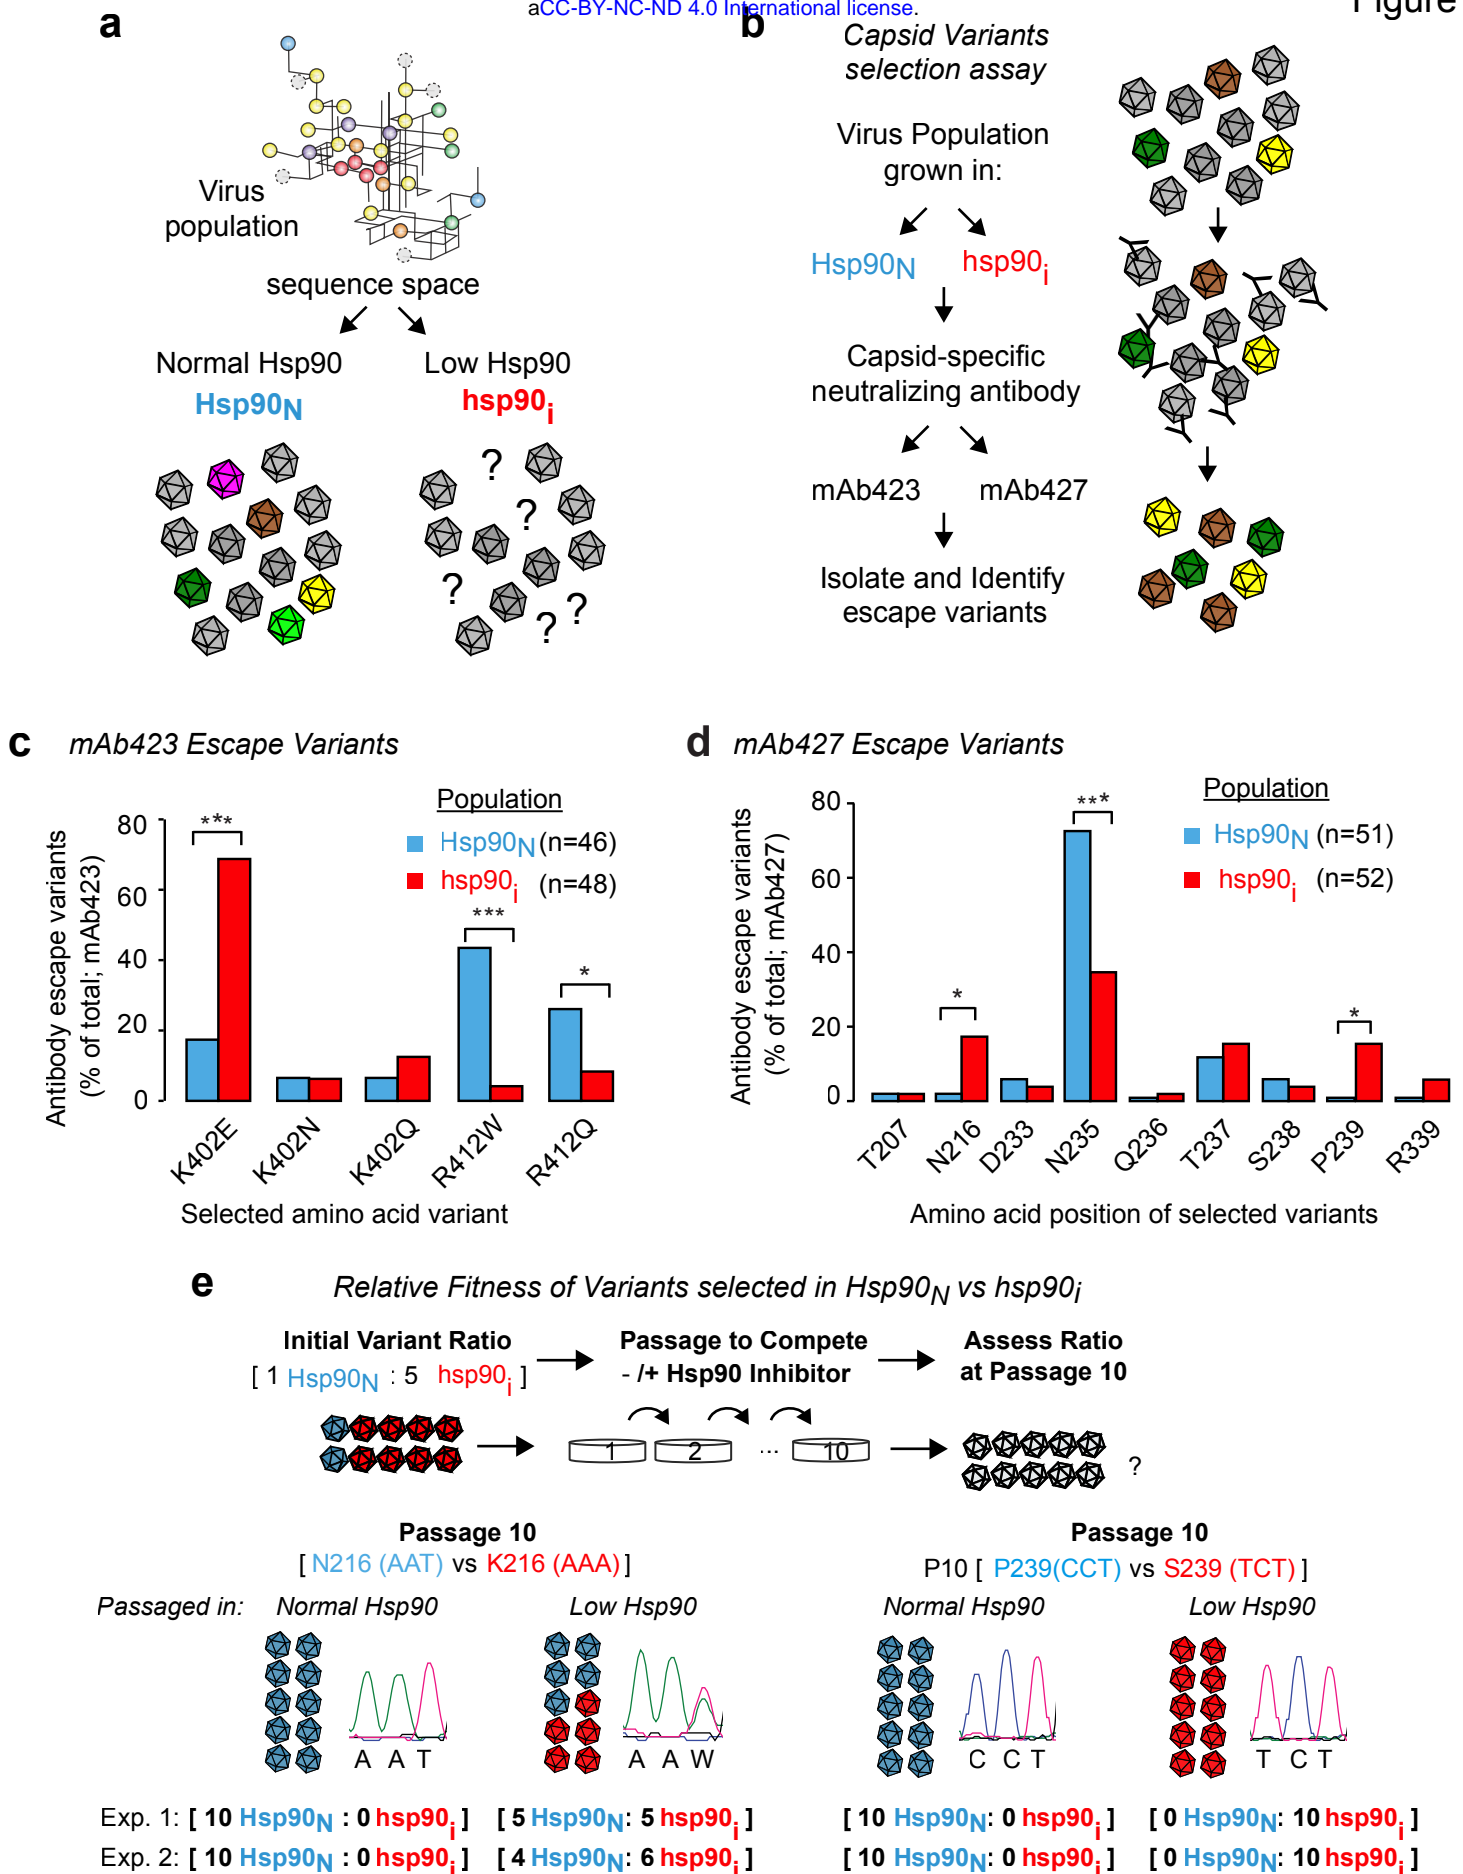 aCC-BY-NC-ND 4.0 International license.
Figure
a
Virus
population
sequence space
Normal Hsp90
Hsp90N
Low Hsp90
hsp90i
?
?
?
?
?
b
Capsid Variants
selection assay
Virus Population
grown in:
Hsp90N
hsp90i
Capsid-specific
neutralizing antibody
mAb423
mAb427
Isolate and Identify
escape variants
c mAb423 Escape Variants
Antibody escape variants
(% of total; mAb423)
80
60
40
20
0
***
***
*
Population
Hsp90N (n=46)
hsp90i (n=48)
K402E
K402N
K402Q
R412W
R412Q
Selected amino acid variant
d mAb427 Escape Variants
Antibody escape variants
(% of total; mAb427)
80
60
40
20
0
*
***
*
Population
Hsp90N (n=51)
hsp90i (n=52)
T207
N216
D233
N235
Q236
T237
S238
P239
R339
Amino acid position of selected variants
e Relative Fitness of Variants selected in Hsp90N vs hsp90i
Initial Variant Ratio
[ 1 Hsp90N : 5 hsp90i ]
Passage to Compete
- /+ Hsp90 Inhibitor
Assess Ratio
at Passage 10
1
2
...
10
?
Passage 10
[ N216 (AAT) vs K216 (AAA) ]
Passage 10
P10 [ P239(CCT) vs S239 (TCT) ]
Passaged in: Normal Hsp90 Low Hsp90 Normal Hsp90 Low Hsp90
A A T
A A W
C C T
T C T
Exp. 1: [ 10 Hsp90N : 0 hsp90i ] [ 5 Hsp90N: 5 hsp90i ] [ 10 Hsp90N: 0 hsp90i ] [ 0 Hsp90N: 10 hsp90i ]
Exp. 2: [ 10 Hsp90N : 0 hsp90i ] [ 4 Hsp90N: 6 hsp90i ] [ 10 Hsp90N: 0 hsp90i ] [ 0 Hsp90N: 10 hsp90i ]